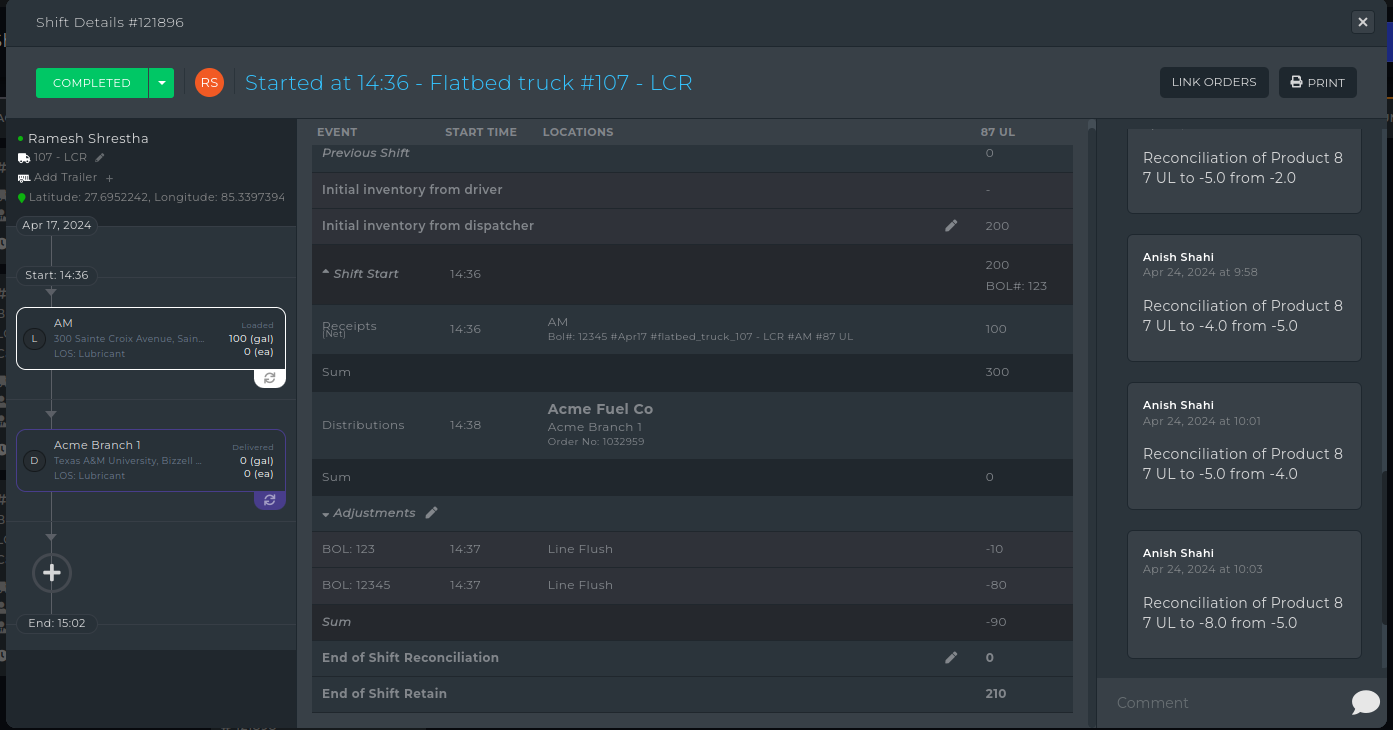 Shift Details #121896
COMPLETED
RS
Started at 14:36 - Flatbed truck #107 - LCR
LINK ORDERS
PRINT
Ramesh Shrestha
107 - LCR
Add Trailer +
Latitude: 27.6952242, Longitude: 85.3397394
Apr 17, 2024
Start: 14:36
L
AM
300 Sainte Croix Avenue, Sain...
LOS: Lubricant
Loaded
100 (gal)
0 (ea)
D
Acme Branch 1
Texas A&M University, Bizzell ...
LOS: Lubricant
Delivered
0 (gal)
0 (ea)
End: 15:02
EVENT START TIME LOCATIONS 87 UL
Previous Shift 0
Initial inventory from driver -
Initial inventory from dispatcher 200
Shift Start 14:36 200
BOL#: 123
Receipts 14:36 AM 100
[Net] Bol#: 12345 #Apr17 #flatbed_truck_107 - LCR #AM #87 UL
Sum 300
Acme Fuel Co
Distributions 14:38 Acme Branch 1
Order No: 1032959
Sum 0
Adjustments
BOL: 123 14:37 Line Flush -10
BOL: 12345 14:37 Line Flush -80
Sum -90
End of Shift Reconciliation 0
End of Shift Retain 210
Reconciliation of Product 8
7 UL to -5.0 from -2.0
Anish Shahi
Apr 24, 2024 at 9:58
Reconciliation of Product 8
7 UL to -4.0 from -5.0
Anish Shahi
Apr 24, 2024 at 10:01
Reconciliation of Product 8
7 UL to -5.0 from -4.0
Anish Shahi
Apr 24, 2024 at 10:03
Reconciliation of Product 8
7 UL to -8.0 from -5.0
Comment